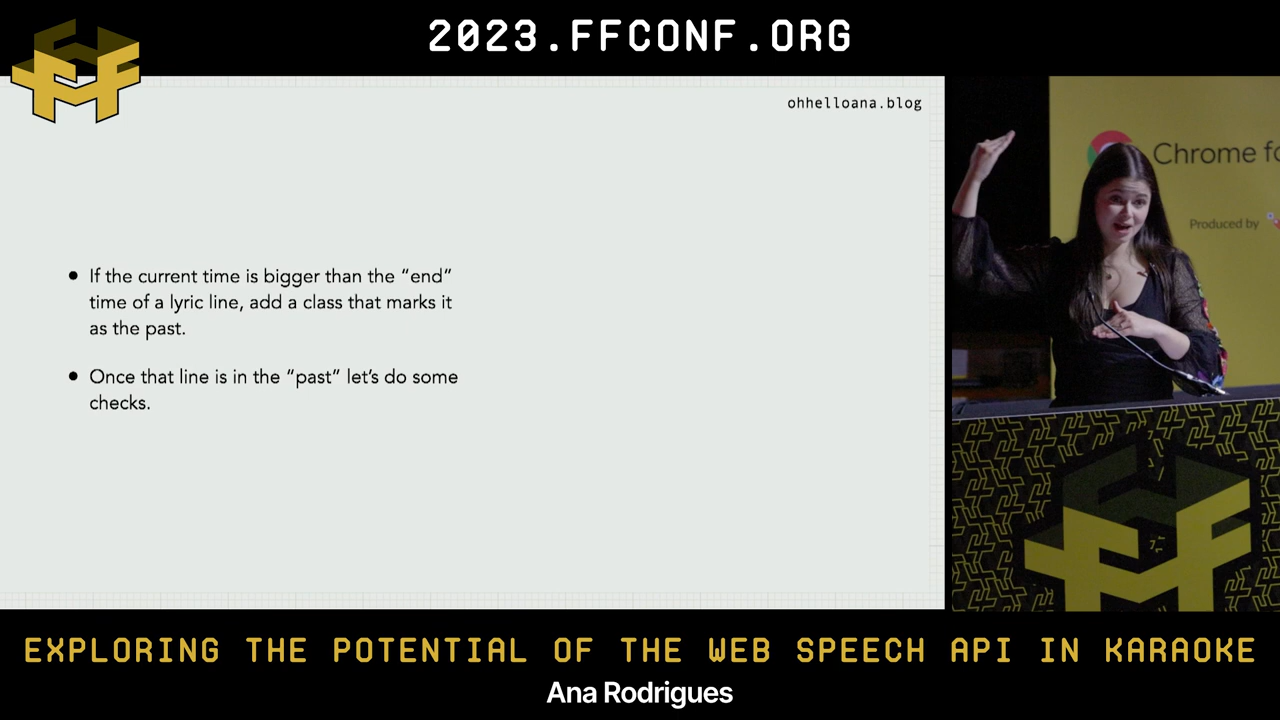 2023.FFCONF.ORG
ohhelloana.blog
If the current time is bigger than the “end”
time of a lyric line, add a class that marks it
as the past.
Once that line is in the “past” let’s do some
checks.
Chrome fo
Produced by
EXPLORING THE POTENTIAL OF THE WEB SPEECH API IN KARAOKE
Ana Rodrigues